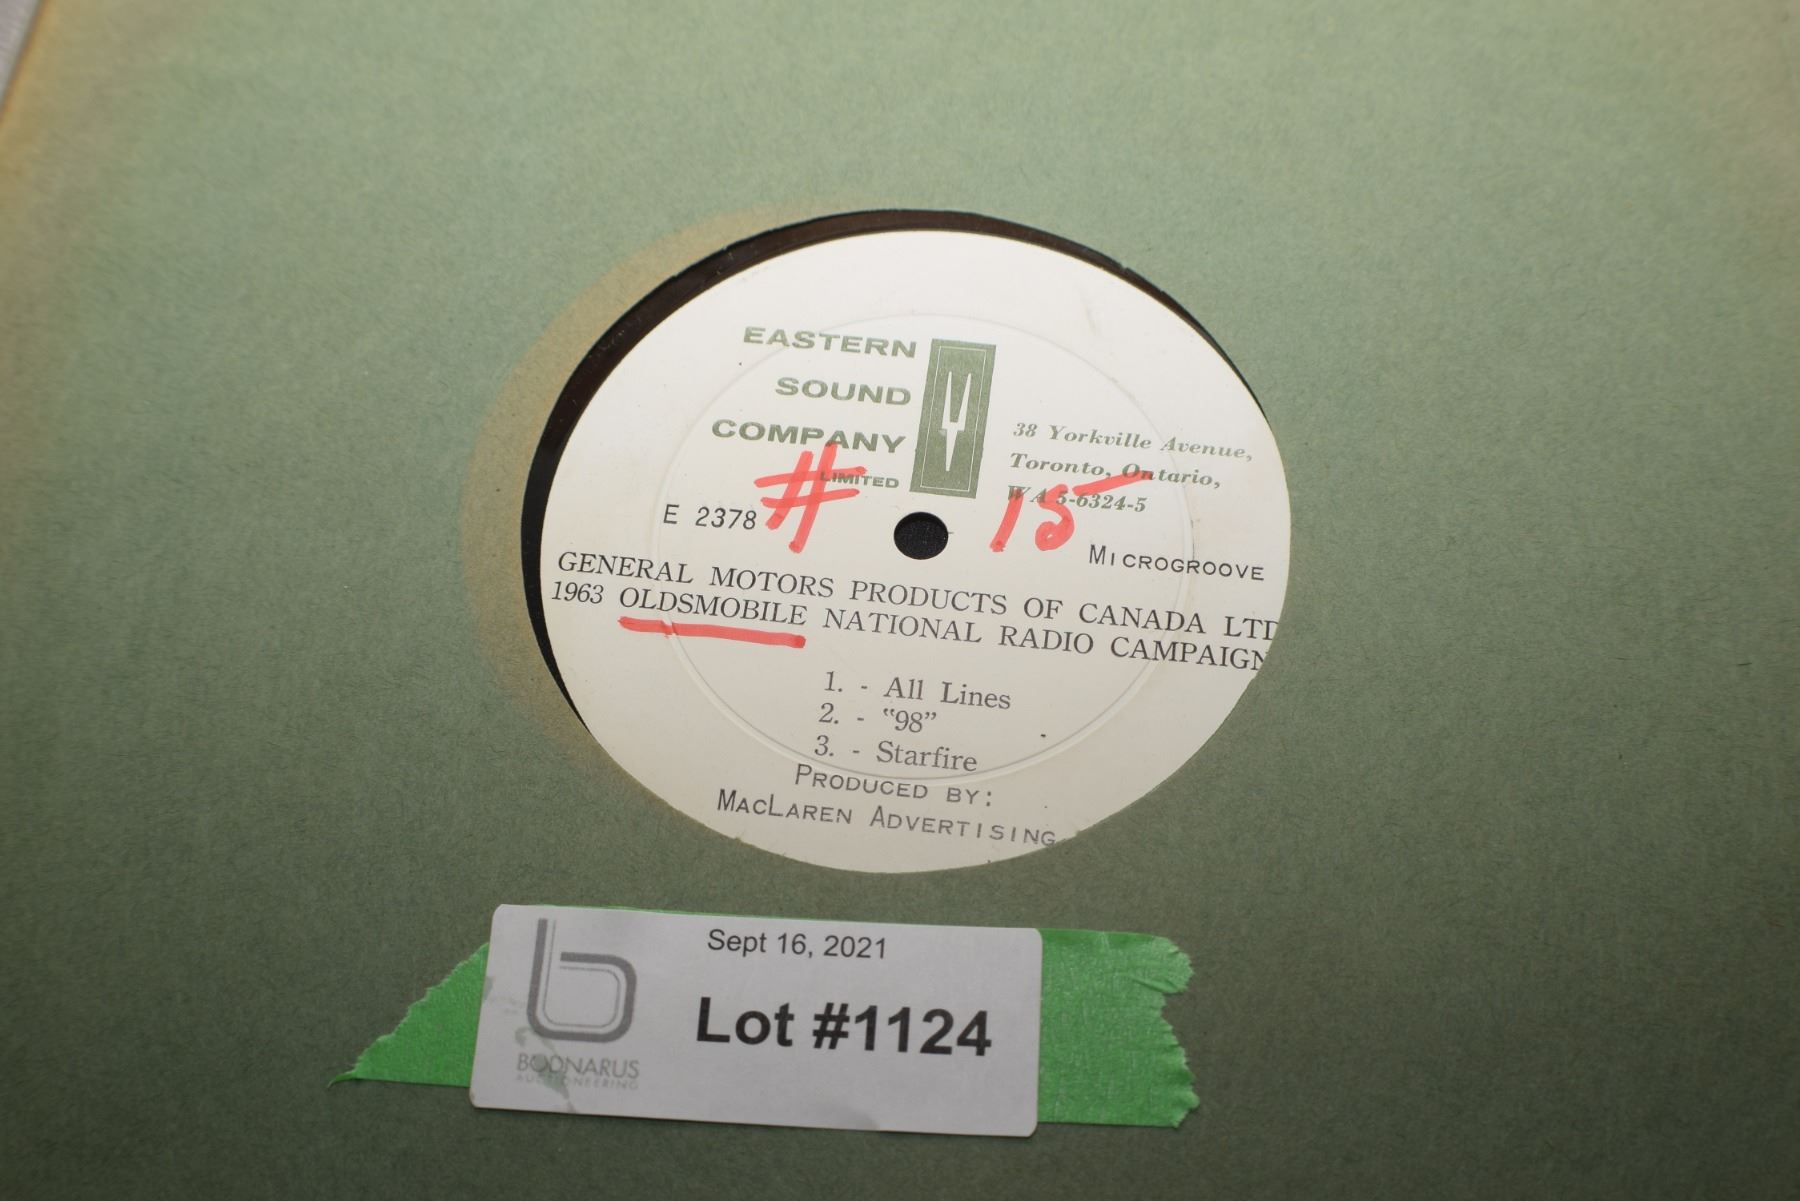 EASTERN
SOUND
COMPANY
LIMITED
38 Yorkville Avenue,
Toronto, Ontario,
WA 5-6324-5
# 15
E 2378
MICROGROOVE
GENERAL MOTORS PRODUCTS OF CANADA LTD
1963 OLDSMOBILE NATIONAL RADIO CAMPAIGN
1. - All Lines
2. - "98"
3. - Starfire
PRODUCED BY:
MACLAREN ADVERTISING
Sept 16, 2021
Lot #1124
b
BODNARUS
AUCTIONEERING